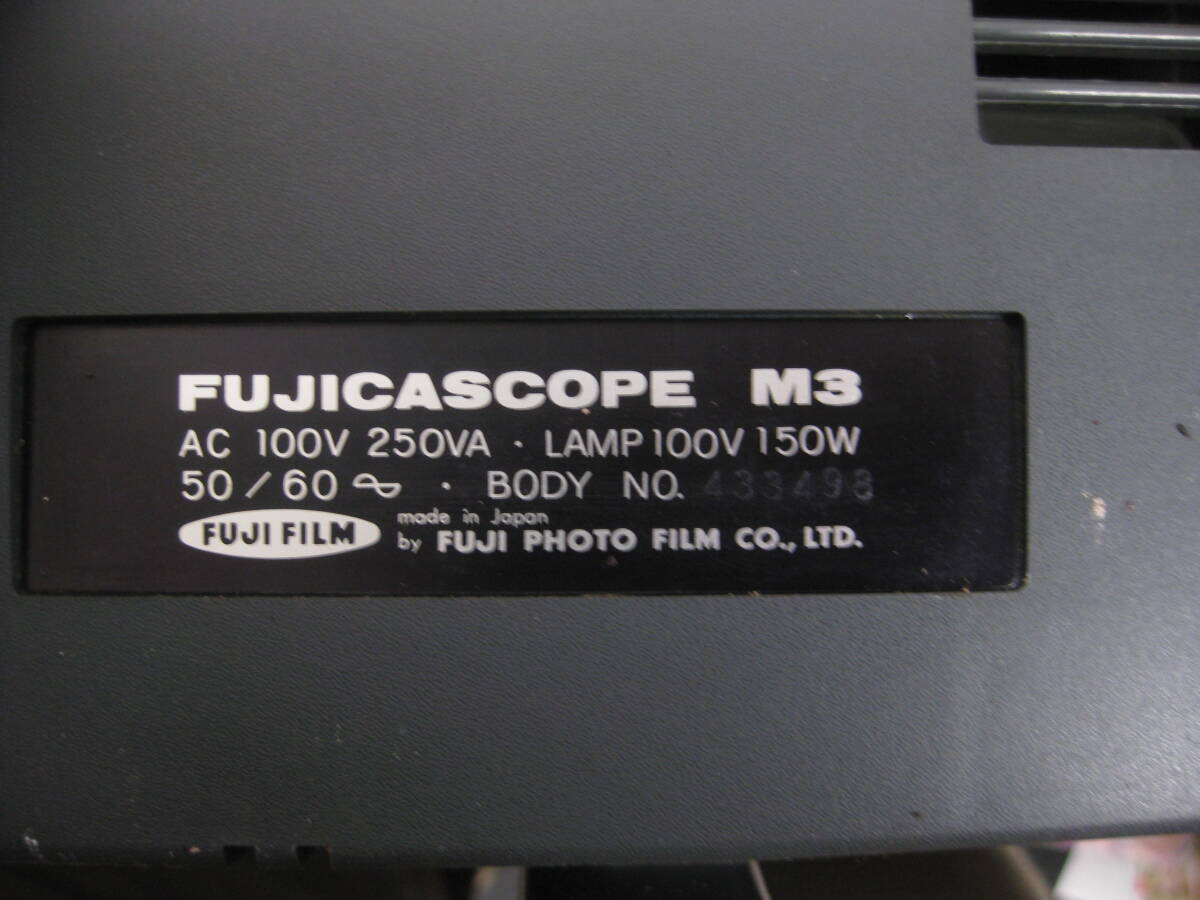 FUJICASCOPE M3
AC 100V 250VA · LAMP 100V 150W
50/60 ∿ · BODY NO. 433498
FUJI FILM made in Japan
by FUJI PHOTO FILM CO., LTD.